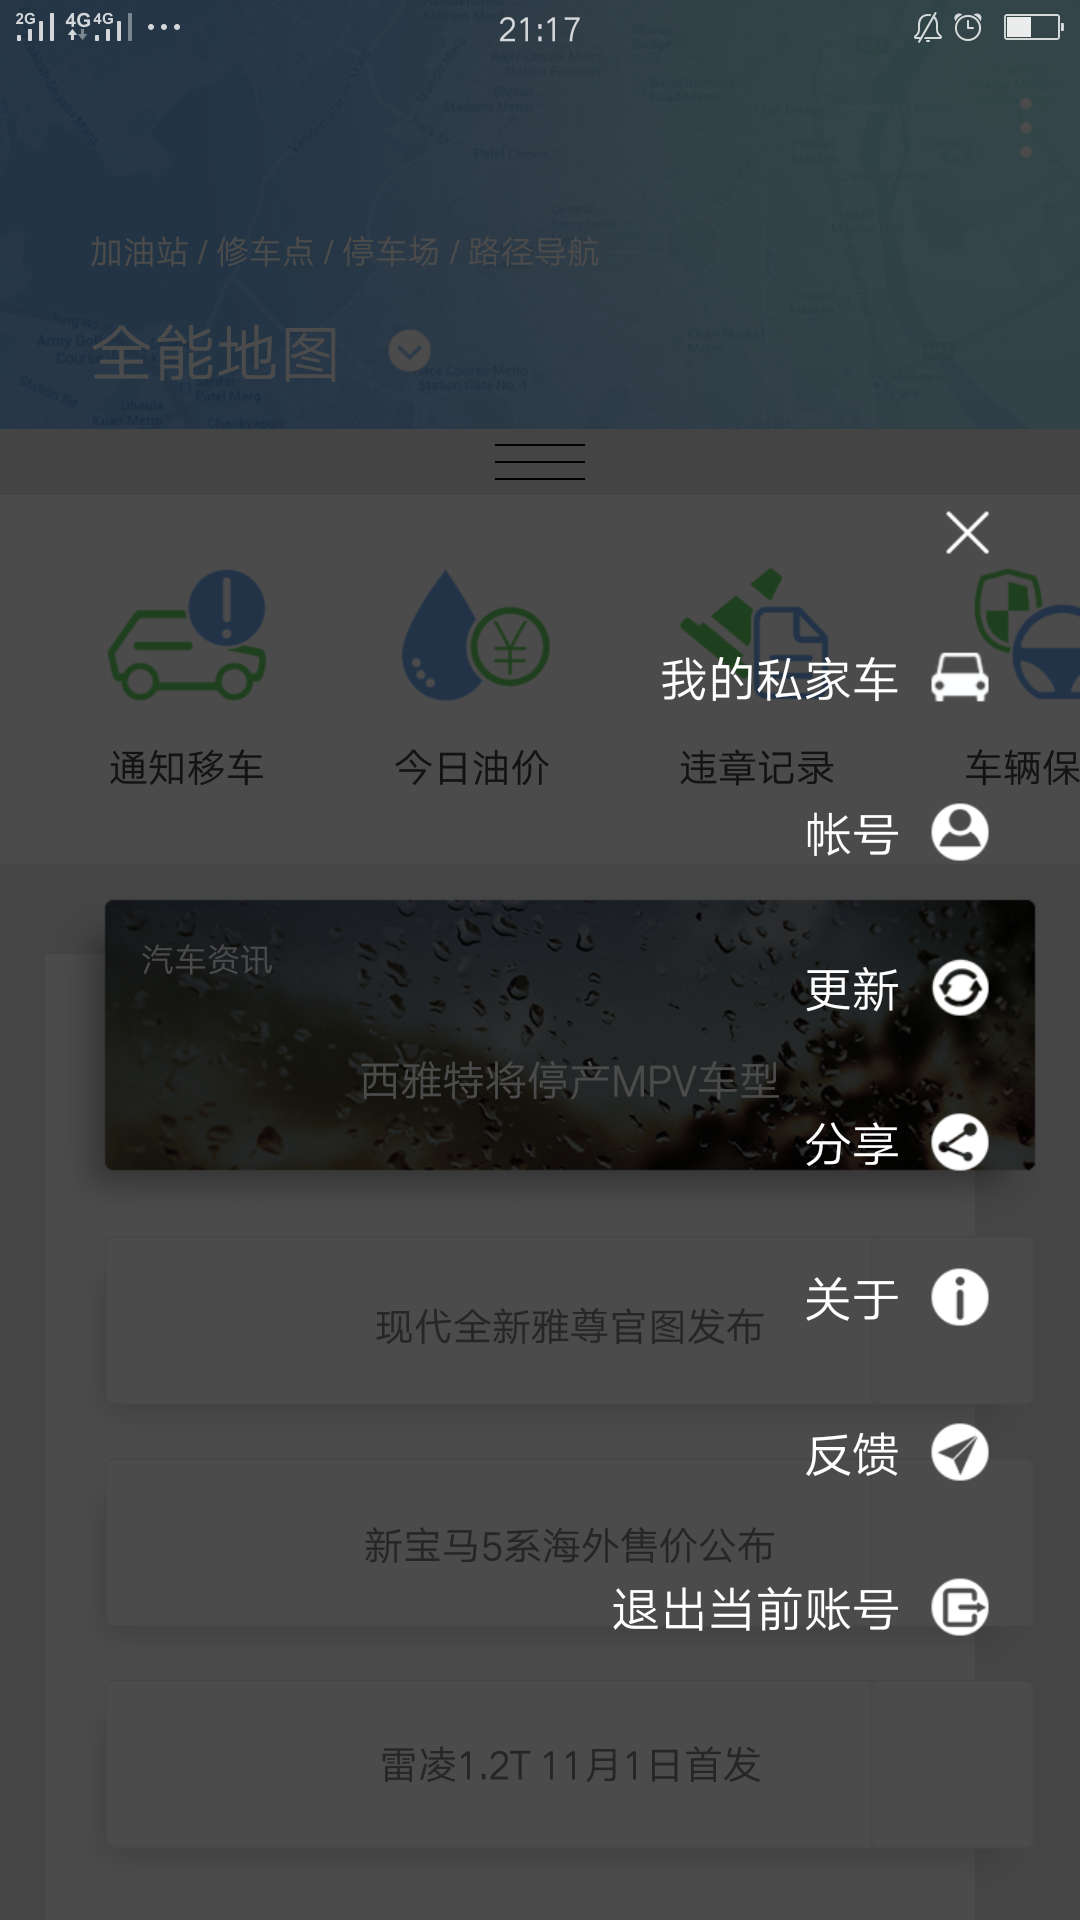 2G 4G 4G ••• 21:17
加油站 / 修车点 / 停车场 / 路径导航
全能地图
通知移车 今日油价 违章记录 车辆保
我的私家车
帐号
汽车资讯
更新
西雅特将停产MPV车型
分享
关于
现代全新雅尊官图发布
反馈
新宝马5系海外售价公布
退出当前账号
雷凌1.2T 11月1日首发